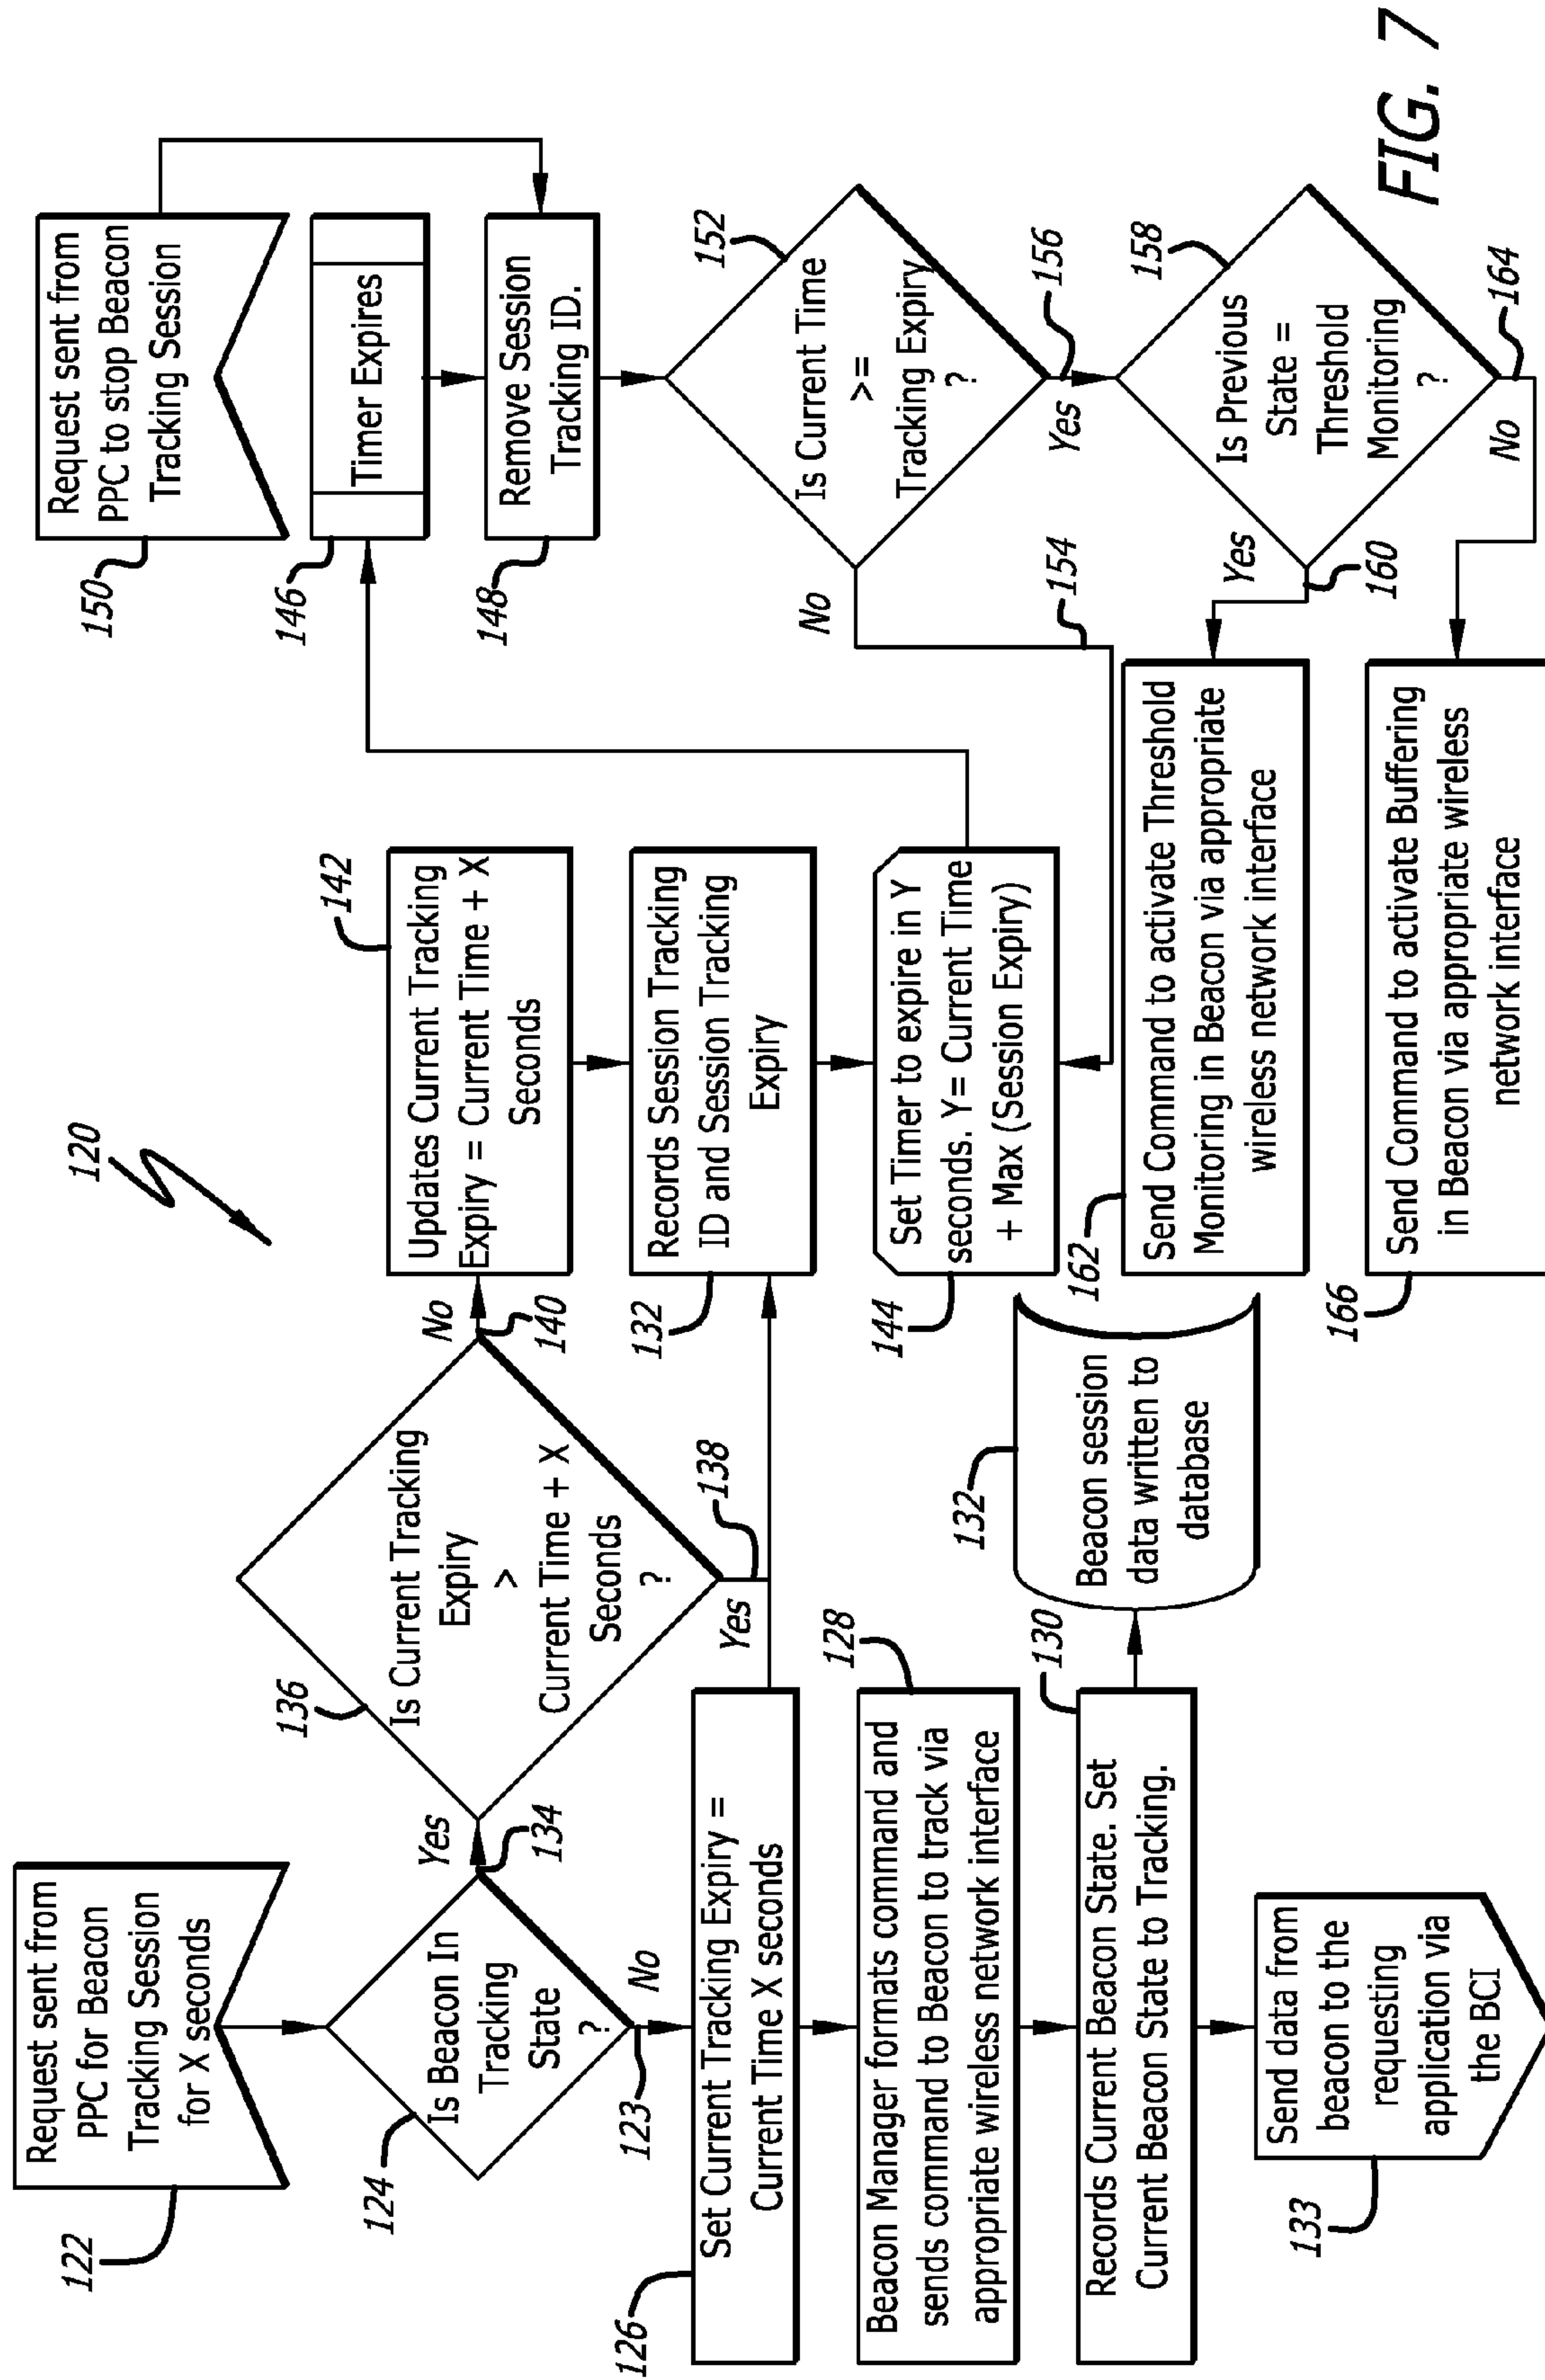 120
122
Request sent from
PPC for Beacon
Tracking Session
for X seconds
124
Is Beacon In
Tracking
State
?
Yes
134
No
123
126
Set Current Tracking Expiry =
Current Time X seconds
Beacon Manager formats command and
sends command to Beacon to track via
appropriate wireless network interface
128
Records Current Beacon State. Set
Current Beacon State to Tracking.
130
133
Send data from
beacon to the
requesting
application via
the BCI
136
Is Current Tracking
Expiry
>
Current Time + X
Seconds
?
No
140
Yes
138
132
Beacon session
data written to
database
142
Updates Current Tracking
Expiry = Current Time + X
Seconds
132
Records Session Tracking
ID and Session Tracking
Expiry
144
Set Timer to expire in Y
seconds. Y= Current Time
+ Max (Session Expiry)
162
Send Command to activate Threshold
Monitoring in Beacon via appropriate
wireless network interface
166
Send Command to activate Buffering
in Beacon via appropriate wireless
network interface
150
Request sent from
PPC to stop Beacon
Tracking Session
146
Timer Expires
148
Remove Session
Tracking ID.
152
Is Current Time
>=
Tracking Expiry
?
No
154
Yes
156
158
Is Previous
State =
Threshold
Monitoring
?
Yes
160
No
164
FIG. 7